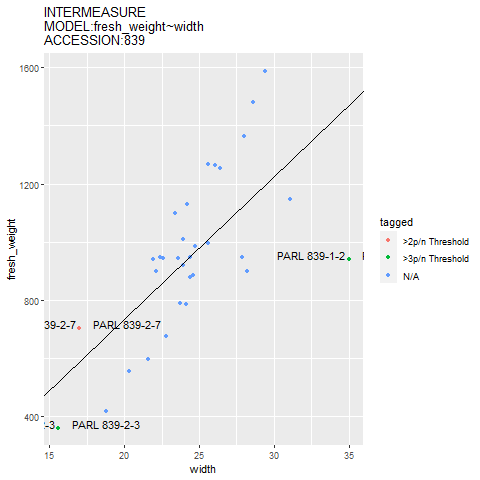 INTERMEASURE
MODEL:fresh_weight~width
ACCESSION:839
1600
1200
800
400
fresh_weight
PARL 839-1-2
39-2-7
PARL 839-2-7
-3
PARL 839-2-3
15
20
25
30
35
width
tagged
>2p/n Threshold
>3p/n Threshold
N/A